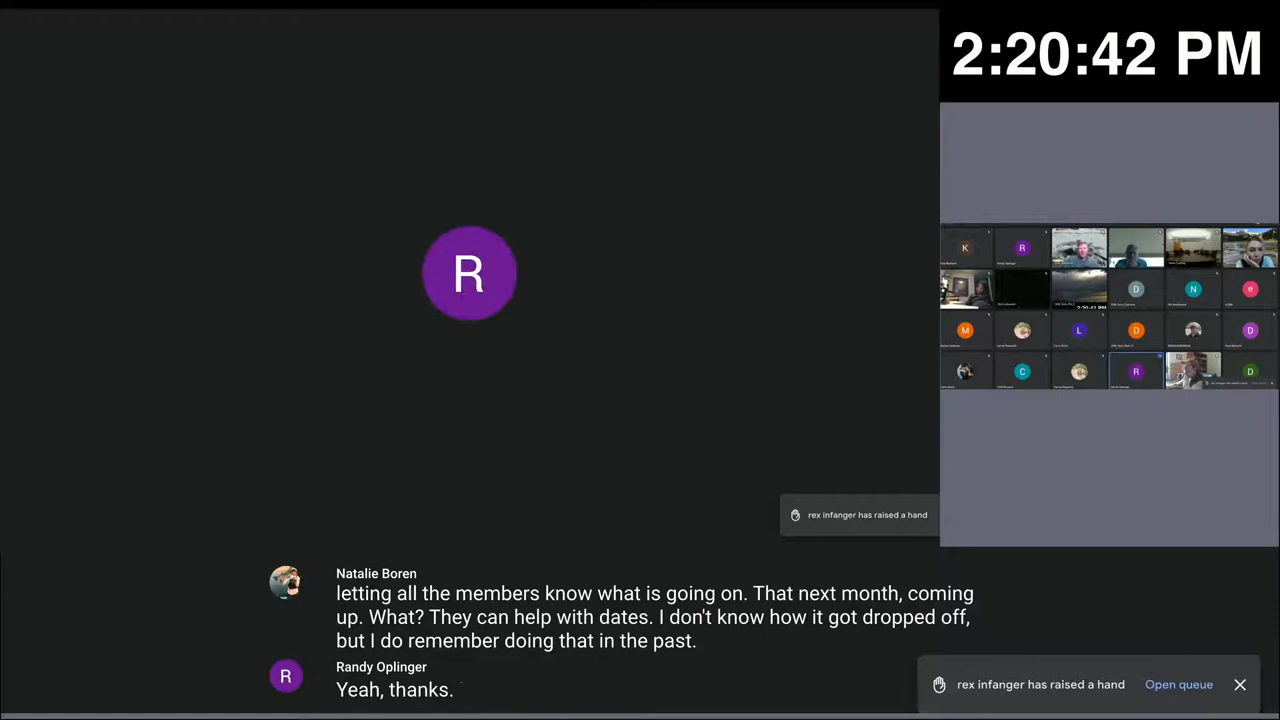 2:20:42 PM
R
K
R
D
N
e
M
L
D
D
C
R
D
rex infanger has raised a hand
Natalie Boren
letting all the members know what is going on. That next month, coming
up. What? They can help with dates. I don't know how it got dropped off,
but I do remember doing that in the past.
R
Randy Oplinger
Yeah, thanks.
rex infanger has raised a hand
Open queue